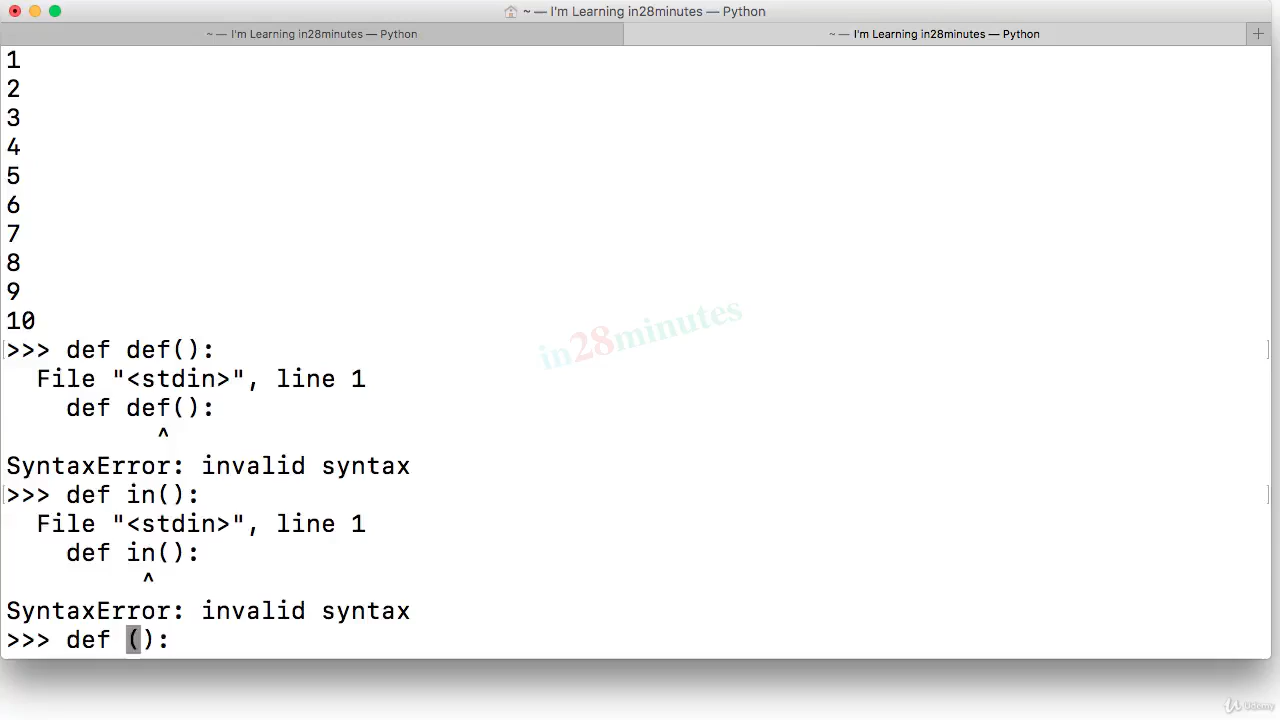 ~ — I'm Learning in28minutes — Python
~ — I'm Learning in28minutes — Python
~ — I'm Learning in28minutes — Python
1
2
3
4
5
6
7
8
9
10
>>> def def():
  File "<stdin>", line 1
    def def():
          ^
SyntaxError: invalid syntax
>>> def in():
  File "<stdin>", line 1
    def in():
         ^
SyntaxError: invalid syntax
>>> def ():
in28minutes
Udemy